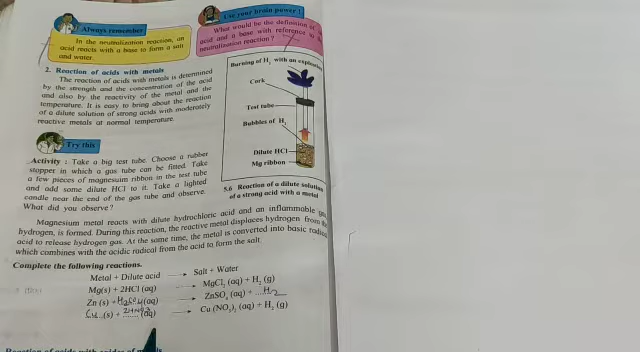 Always remember
In the neutralization reaction, an
acid reacts with a base to form a salt
and water.
Use your brain power !
What would be the definition of
acid and a base with reference to
neutralization reaction ?
2. Reaction of acids with metals
The reaction of acids with metals is determined
by the strength and the concentration of the acid
and also by the reactivity of the metal and the
temperature. It is easy to bring about the reaction
of a dilute solution of strong acids with moderately
reactive metals at normal temperature.
Try this
Activity : Take a big test tube. Choose a rubber
stopper in which a gas tube can be fitted. Take
a few pieces of magnesuim ribbon in the test tube
and add some dilute HCl to it. Take a lighted
candle near the end of the gas tube and observe.
What did you observe?
Burning of H₂ with an explosion
Cork
Test tube
Bubbles of H₂
Dilute HCl
Mg ribbon
5.6 Reaction of a dilute solution
of a strong acid with a metal
Magnesium metal reacts with dilute hydrochloric acid and an inflammable gas
hydrogen, is formed. During this reaction, the reactive metal displaces hydrogen from
acid to release hydrogen gas. At the same time, the metal is converted into basic radical
which combines with the acidic radical from the acid to form the salt.
Complete the following reactions.
Metal + Dilute acid → Salt + Water
Mg(s) + 2HCl (aq) → MgCl₂ (aq) + H₂ (g)
Zn (s) + H₂SO₄(aq) → ZnSO₄ (aq) + H₂
Cu (s) + 2HNO₃ (aq) → Cu (NO₃)₂ (aq) + H₂ (g)
Reaction of acids with oxides of